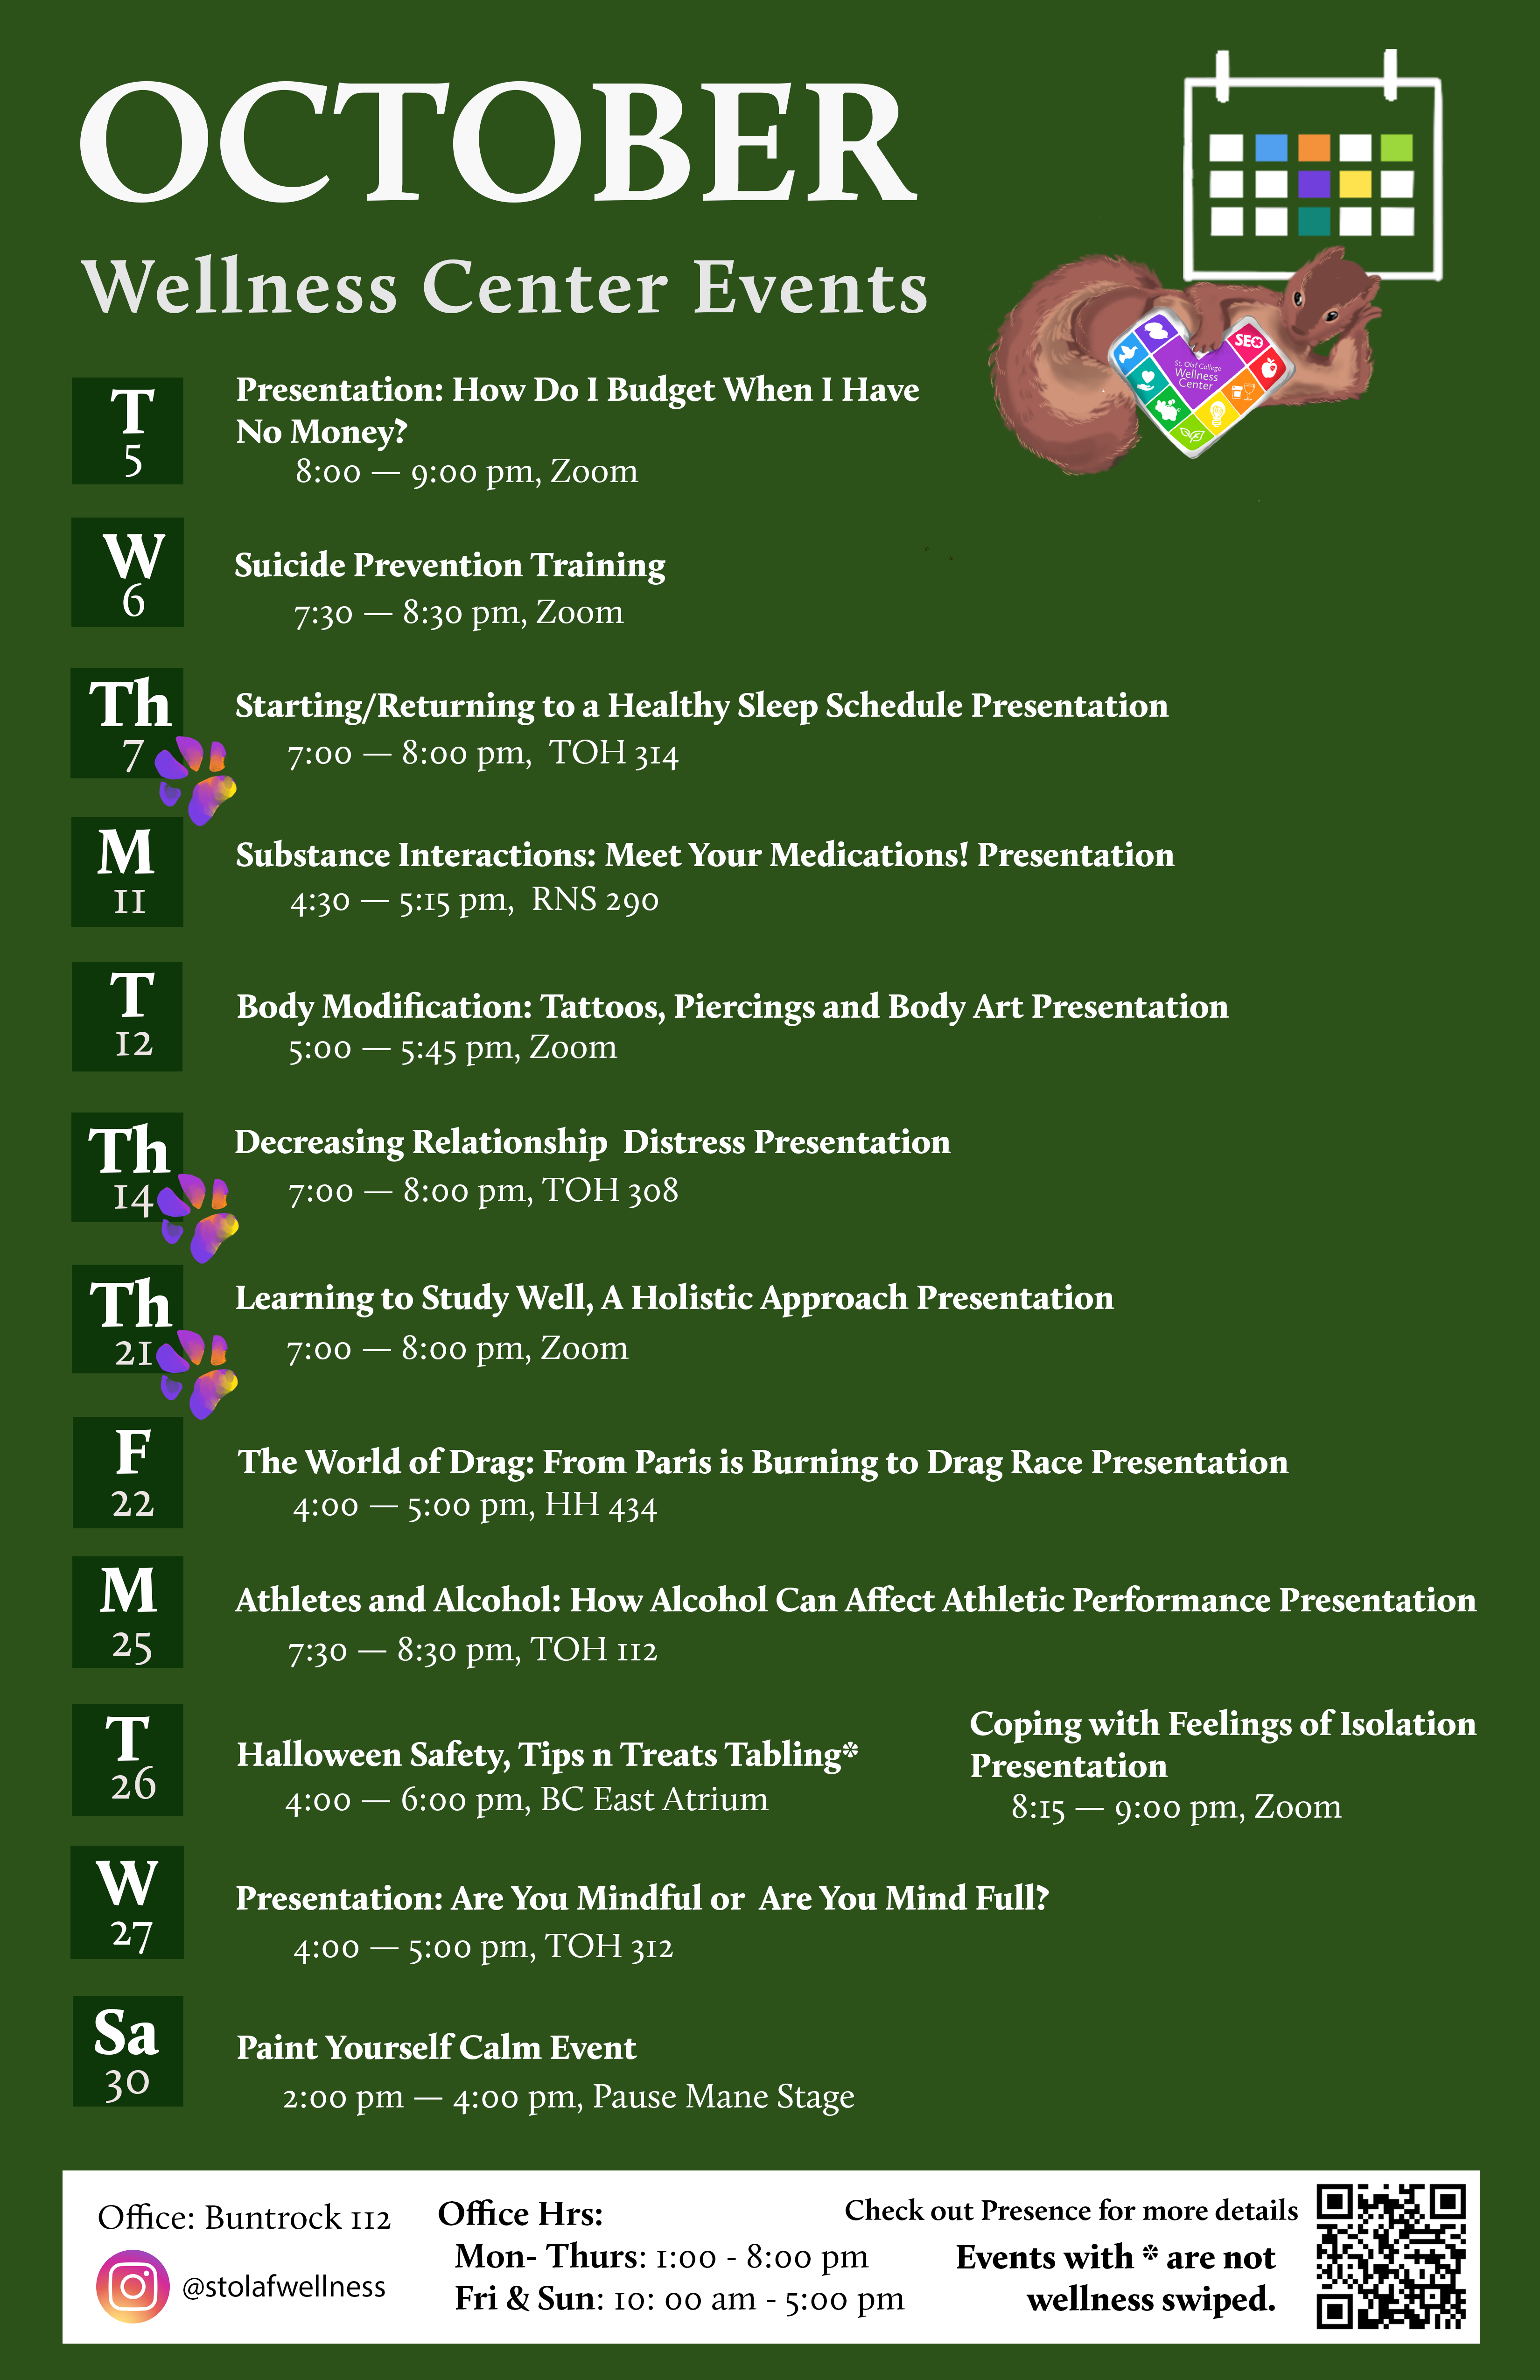 OCTOBER
Wellness Center Events
SEX
St. Olaf College
Wellness
Center
T
5
Presentation: How Do I Budget When I Have
No Money?
8:00 — 9:00 pm, Zoom
W
6
Suicide Prevention Training
7:30 — 8:30 pm, Zoom
Th
7
Starting/Returning to a Healthy Sleep Schedule Presentation
7:00 — 8:00 pm, TOH 314
M
11
Substance Interactions: Meet Your Medications! Presentation
4:30 — 5:15 pm, RNS 290
T
12
Body Modification: Tattoos, Piercings and Body Art Presentation
5:00 — 5:45 pm, Zoom
Th
14
Decreasing Relationship Distress Presentation
7:00 — 8:00 pm, TOH 308
Th
21
Learning to Study Well, A Holistic Approach Presentation
7:00 — 8:00 pm, Zoom
F
22
The World of Drag: From Paris is Burning to Drag Race Presentation
4:00 — 5:00 pm, HH 434
M
25
Athletes and Alcohol: How Alcohol Can Affect Athletic Performance Presentation
7:30 — 8:30 pm, TOH 112
T
26
Halloween Safety, Tips n Treats Tabling*
4:00 — 6:00 pm, BC East Atrium
Coping with Feelings of Isolation
Presentation
8:15 — 9:00 pm, Zoom
W
27
Presentation: Are You Mindful or Are You Mind Full?
4:00 — 5:00 pm, TOH 312
Sa
30
Paint Yourself Calm Event
2:00 pm — 4:00 pm, Pause Mane Stage
Office: Buntrock 112
@stolafwellness
Office Hrs:
Mon- Thurs: 1:00 - 8:00 pm
Fri & Sun: 10: 00 am - 5:00 pm
Check out Presence for more details
Events with * are not
wellness swiped.